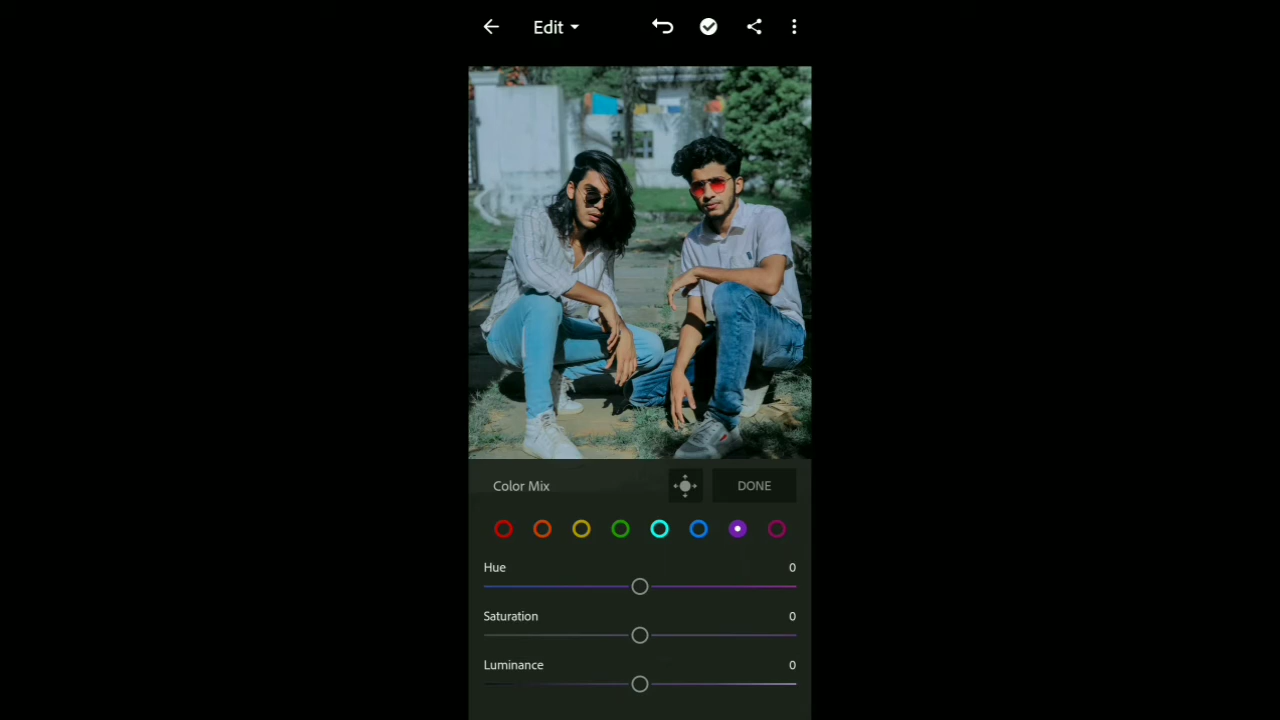 Edit
Color Mix
DONE
Hue 0
Saturation 0
Luminance 0